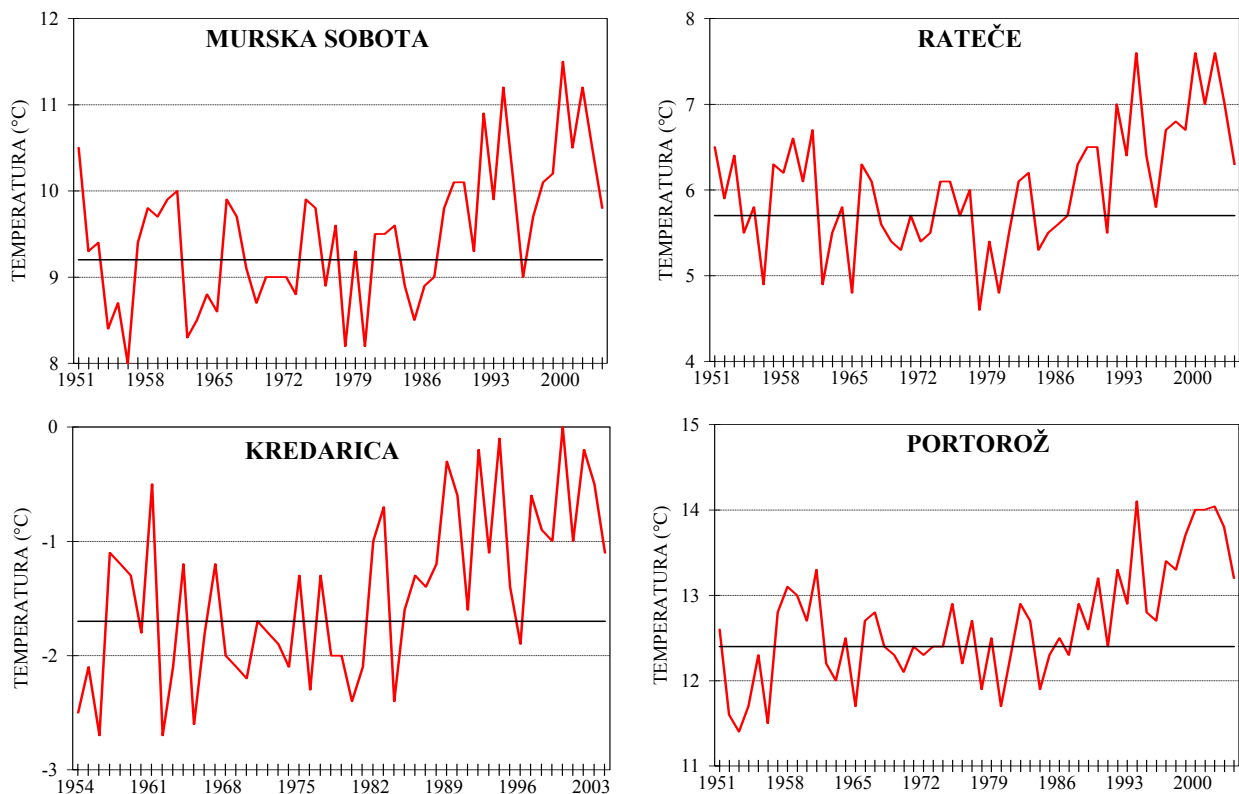 MURSKA SOBOTA
TEMPERATURA (°C)
12
11
10
9
8
1951 1958 1965 1972 1979 1986 1993 2000
RATEČE
TEMPERATURA (°C)
8
7
6
5
4
1951 1958 1965 1972 1979 1986 1993 2000
KREDARICA
TEMPERATURA (°C)
0
-1
-2
-3
1954 1961 1968 1975 1982 1989 1996 2003
PORTOROŽ
TEMPERATURA (°C)
15
14
13
12
11
1951 1958 1965 1972 1979 1986 1993 2000